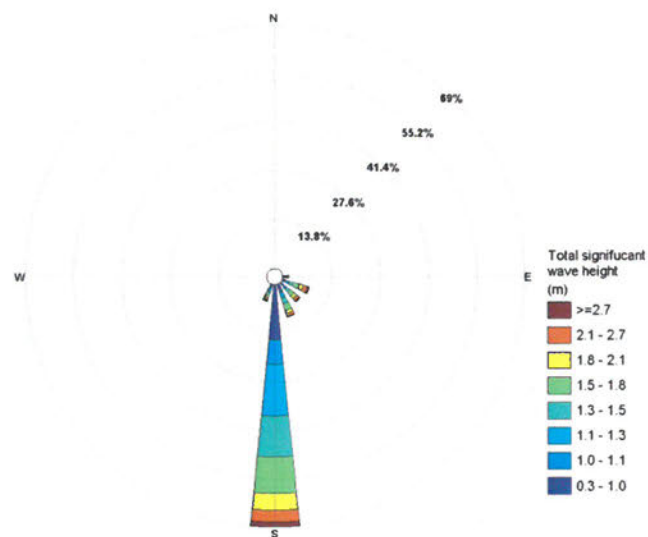 N
69%
55.2%
41.4%
27.6%
13.8%
W
E
S
Total signifucant
wave height
(m)
>=2.7
2.1 - 2.7
1.8 - 2.1
1.5 - 1.8
1.3 - 1.5
1.1 - 1.3
1.0 - 1.1
0.3 - 1.0